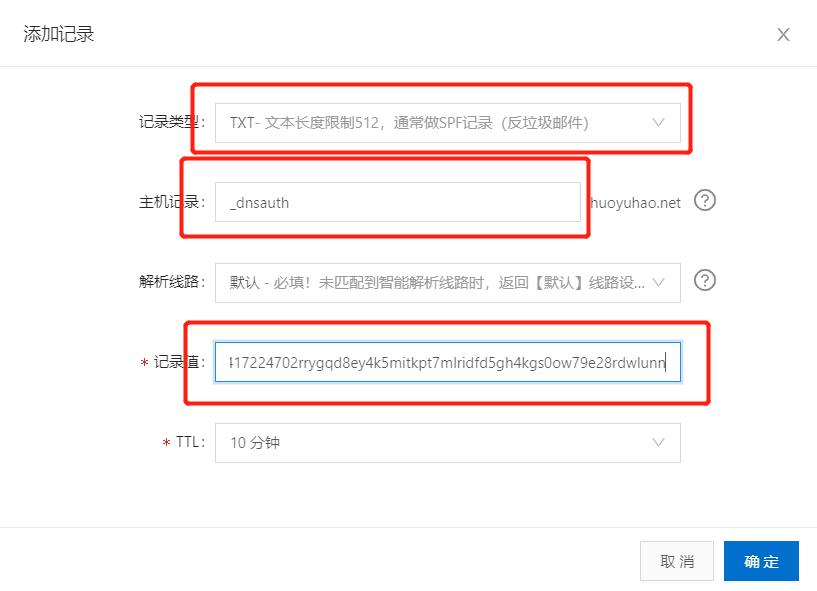 添加记录
记录类型: TXT- 文本长度限制512，通常做SPF记录（反垃圾邮件）
主机记录: _dnsauth huoyuhao.net ?
解析线路: 默认 - 必填！未匹配到智能解析线路时，返回【默认】线路设... ?
* 记录值: 417224702rrygqd8ey4k5mitkpt7mlridfd5gh4kgs0ow79e28rdwlunn
* TTL: 10 分钟
取 消 确 定